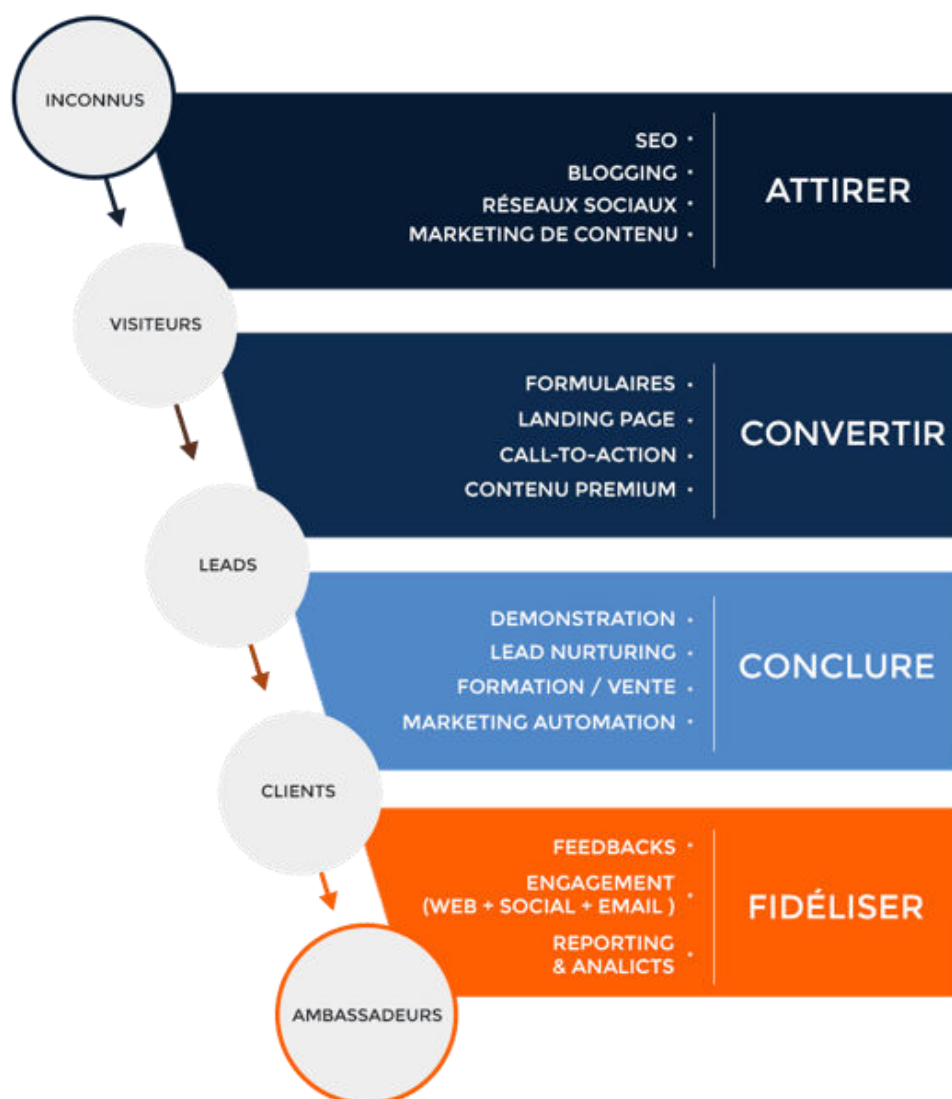 INCONNUS
SEO •
BLOGGING •
RÉSEAUX SOCIAUX •
MARKETING DE CONTENU •
ATTIRER
VISITEURS
FORMULAIRES •
LANDING PAGE •
CALL-TO-ACTION •
CONTENU PREMIUM •
CONVERTIR
LEADS
DEMONSTRATION •
LEAD NURTURING •
FORMATION / VENTE •
MARKETING AUTOMATION •
CONCLURE
CLIENTS
FEEDBACKS •
ENGAGEMENT
(WEB + SOCIAL + EMAIL ) •
REPORTING
& ANALICTS •
FIDÉLISER
AMBASSADEURS